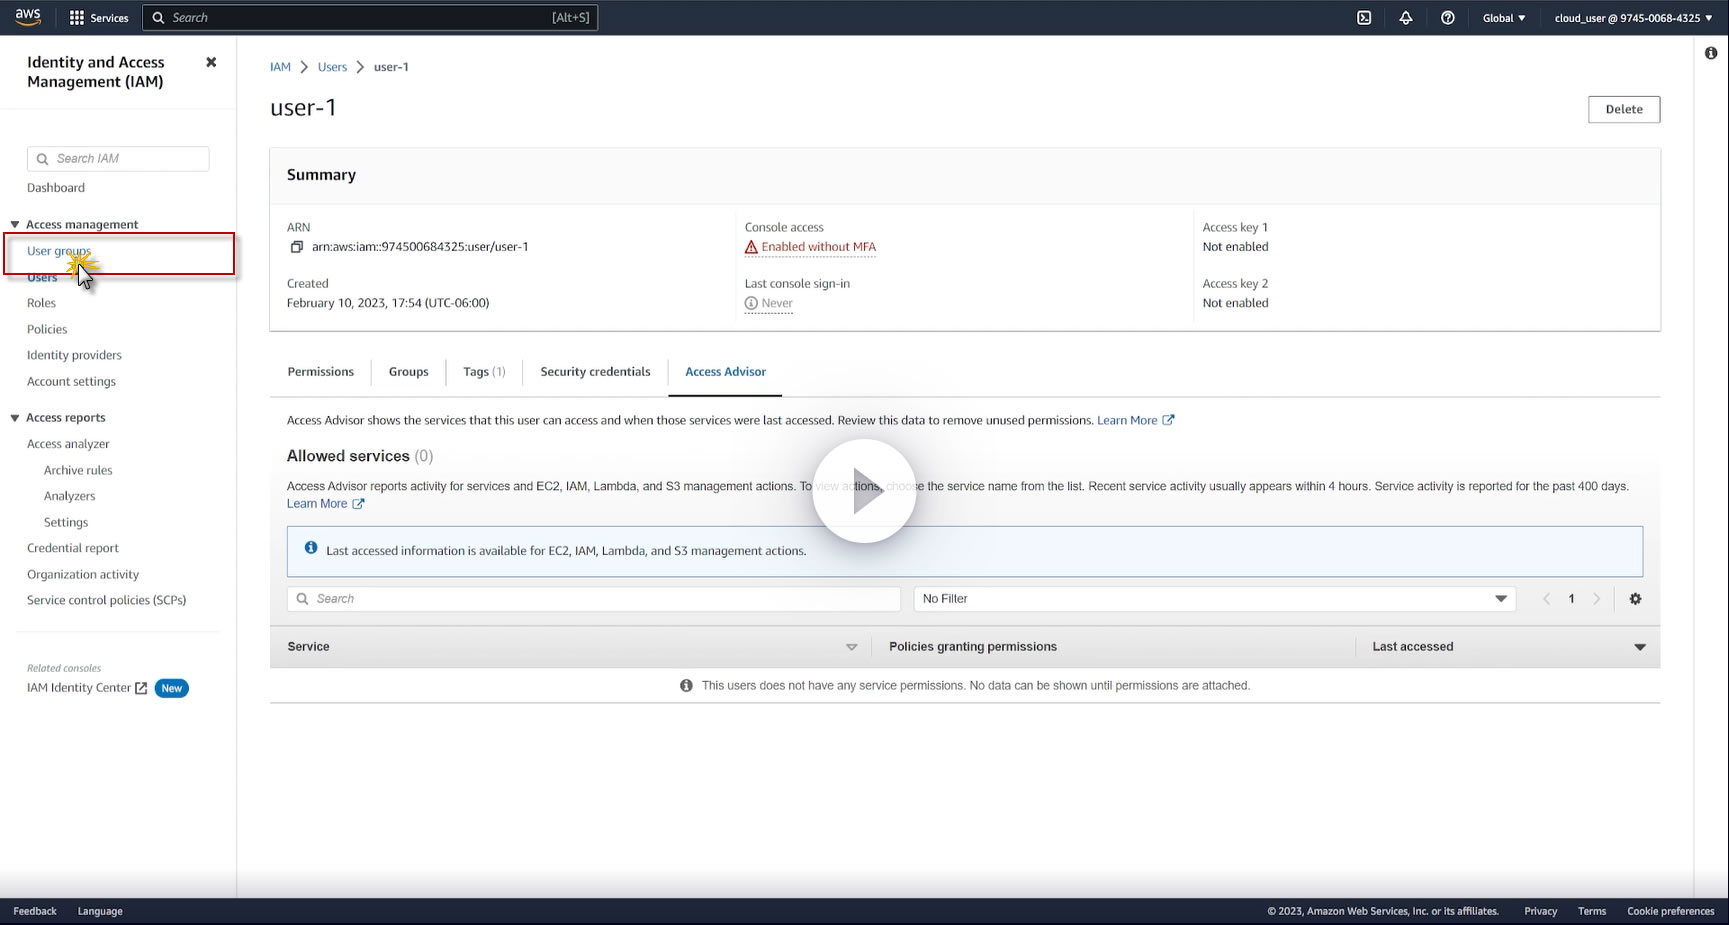 aws
Services
Search
[Alt+S]
Global
cloud_user @ 9745-0068-4325
Identity and Access
Management (IAM)
Search IAM
Dashboard
Access management
User groups
Users
Roles
Policies
Identity providers
Account settings
Access reports
Access analyzer
Archive rules
Analyzers
Settings
Credential report
Organization activity
Service control policies (SCPs)
Related consoles
IAM Identity Center New
IAM > Users > user-1
user-1
Delete
Summary
ARN
arn:aws:iam::974500684325:user/user-1
Created
February 10, 2023, 17:54 (UTC-06:00)
Console access
Enabled without MFA
Last console sign-in
Never
Access key 1
Not enabled
Access key 2
Not enabled
Permissions
Groups
Tags (1)
Security credentials
Access Advisor
Access Advisor shows the services that this user can access and when those services were last accessed. Review this data to remove unused permissions. Learn More
Allowed services (0)
Access Advisor reports activity for services and EC2, IAM, Lambda, and S3 management actions. To view actions, choose the service name from the list. Recent service activity usually appears within 4 hours. Service activity is reported for the past 400 days.
Learn More
Last accessed information is available for EC2, IAM, Lambda, and S3 management actions.
Search
No Filter
1
Service
Policies granting permissions
Last accessed
This users does not have any service permissions. No data can be shown until permissions are attached.
Feedback
Language
© 2023, Amazon Web Services, Inc. or its affiliates.
Privacy
Terms
Cookie preferences